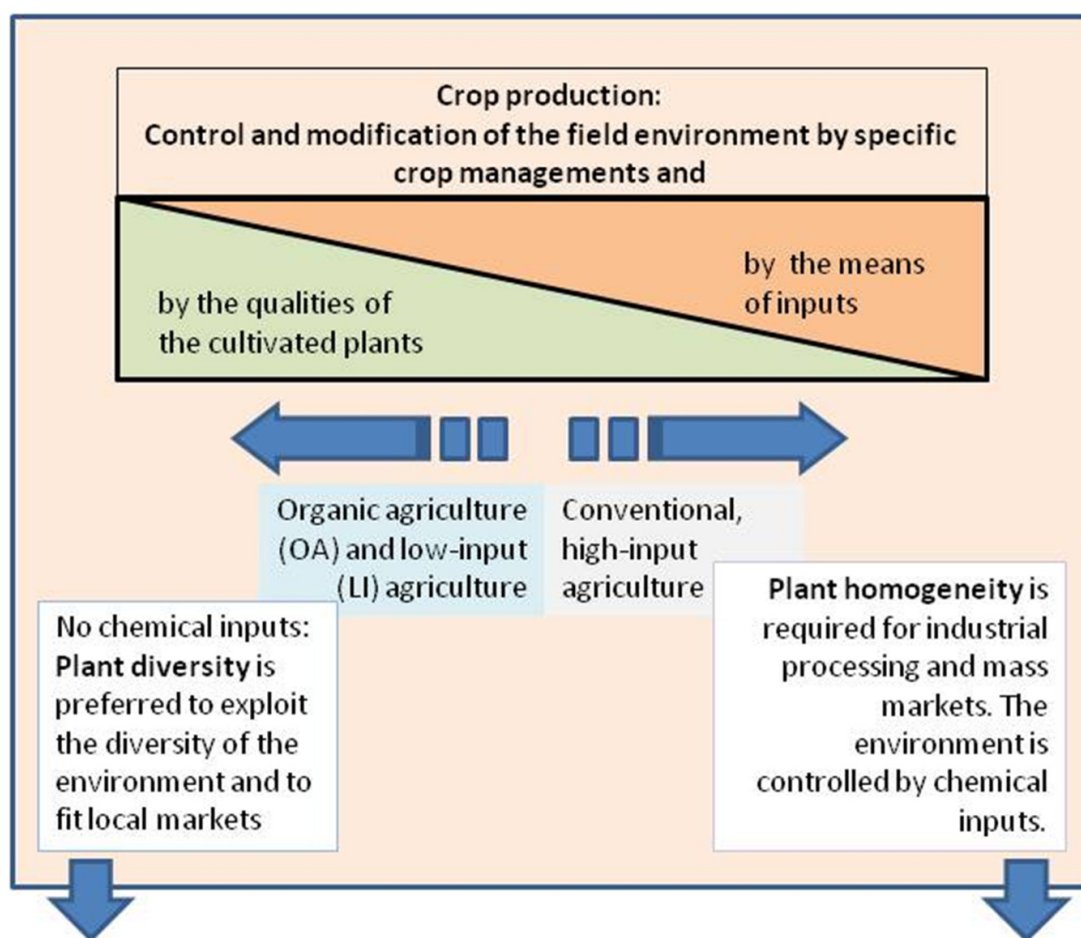 Crop production:
Control and modification of the field environment by specific
crop managements and
by the means
of inputs
by the qualities of
the cultivated plants
Organic agriculture
(OA) and low-input
(LI) agriculture
Conventional,
high-input
agriculture
No chemical inputs:
Plant diversity is
preferred to exploit
the diversity of the
environment and to
fit local markets
Plant homogeneity is
required for industrial
processing and mass
markets. The
environment is
controlled by chemical
inputs.